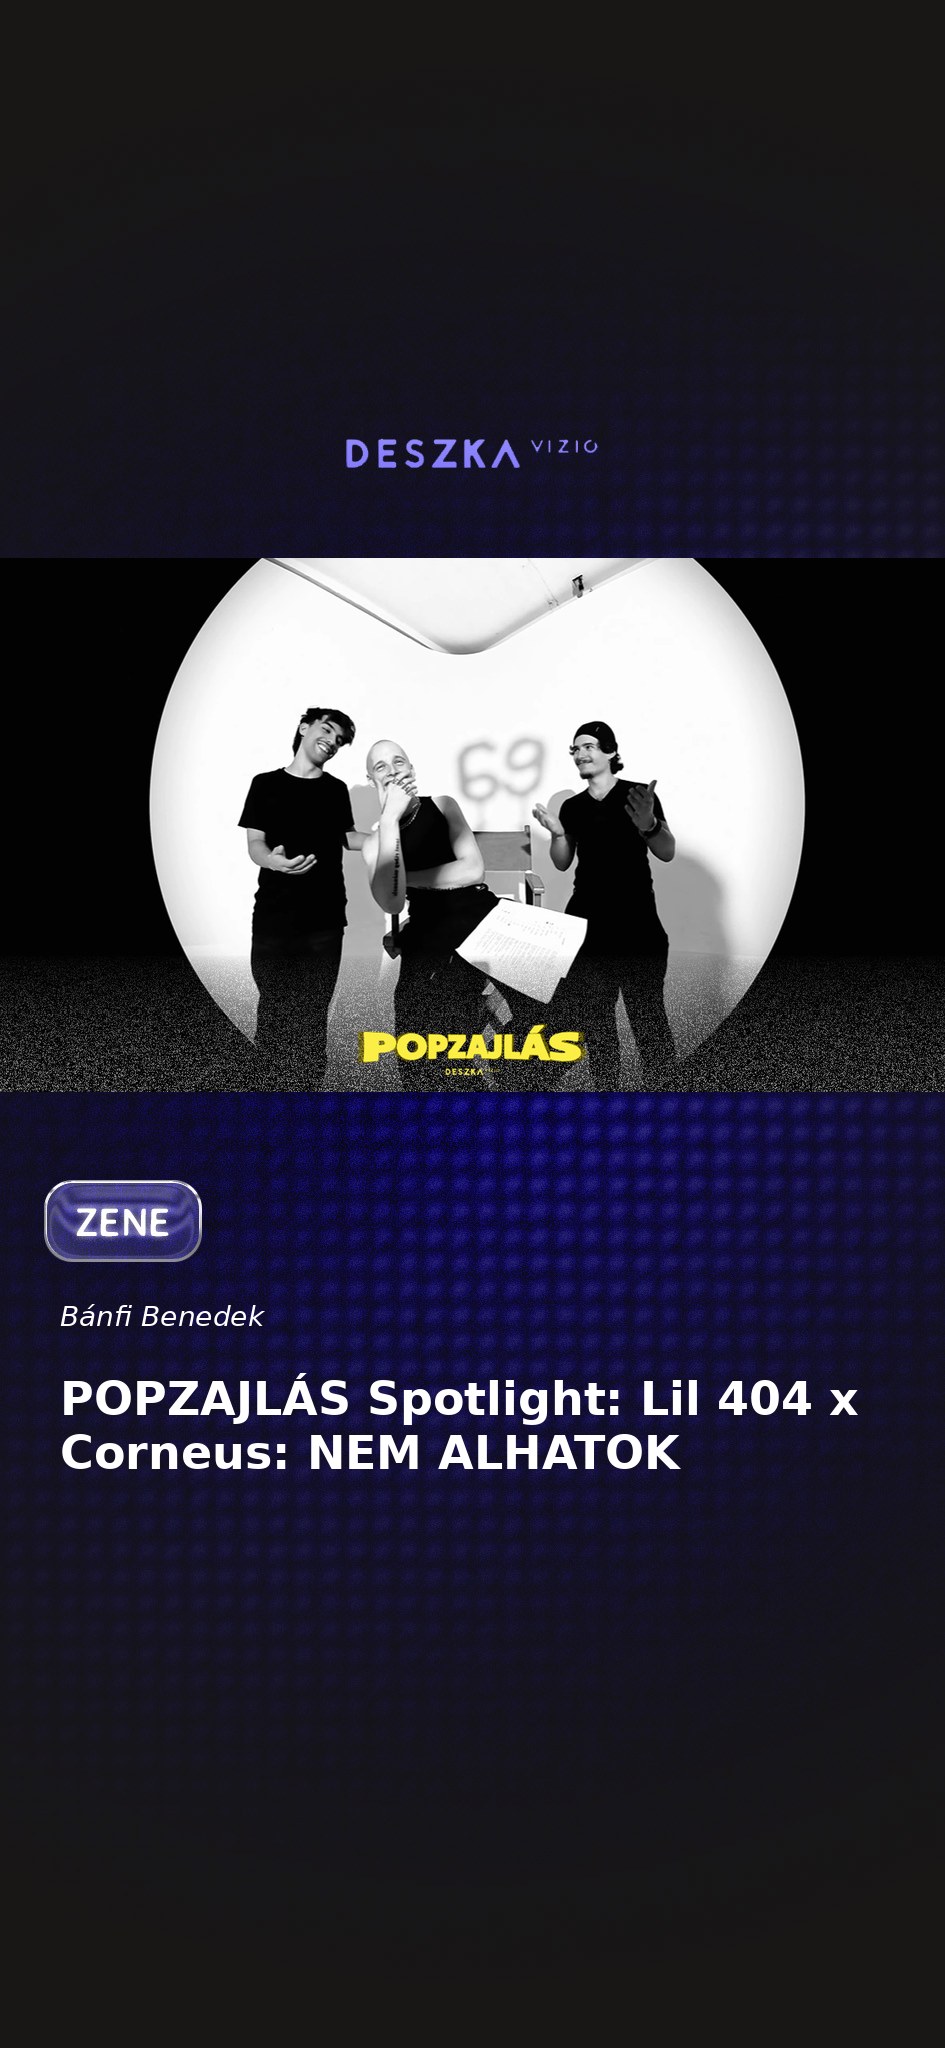 DESZKA VIZIO
69
POPZAJLÁS
DESZKA
ZENE
Bánfi Benedek
POPZAJLÁS Spotlight: Lil 404 x
Corneus: NEM ALHATOK